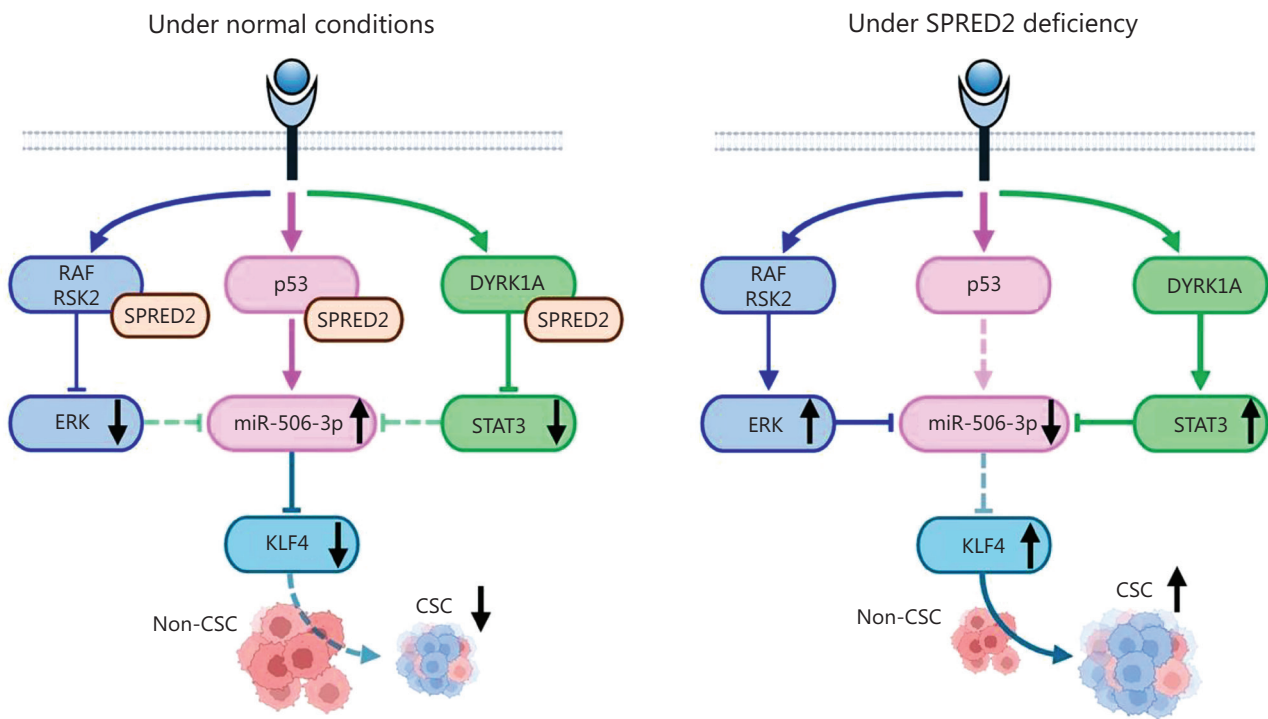 Under normal conditions
RAF
RSK2
SPRED2
p53
SPRED2
DYRK1A
SPRED2
ERK
miR-506-3p
STAT3
KLF4
Non-CSC
CSC
Under SPRED2 deficiency
RAF
RSK2
p53
DYRK1A
ERK
miR-506-3p
STAT3
KLF4
Non-CSC
CSC